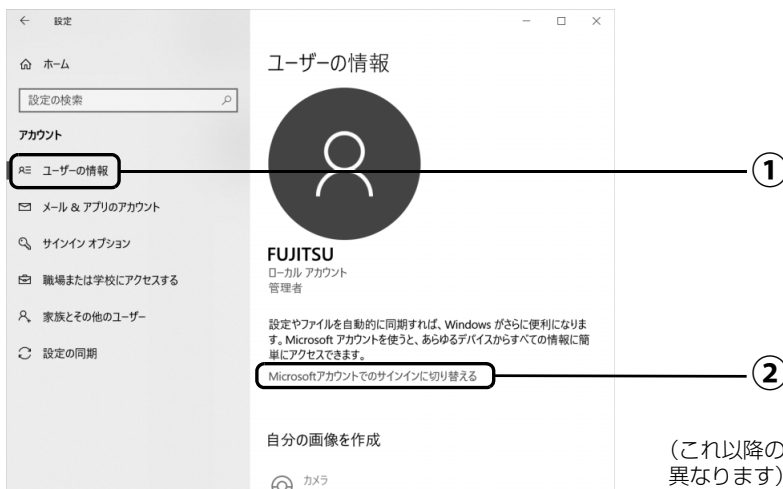 設定
ホーム
設定の検索
アカウント
ユーザーの情報
メール & アプリのアカウント
サインイン オプション
職場または学校にアクセスする
家族とその他のユーザー
設定の同期
ユーザーの情報
FUJITSU
ローカル アカウント
管理者
設定やファイルを自動的に同期すれば、Windows がさらに便利になりま
す。Microsoft アカウントを使うと、あらゆるデバイスからすべての情報に簡
単にアクセスできます。
Microsoftアカウントでのサインインに切り替える
自分の画像を作成
カメラ
①
②
（これ以降の
異なります）